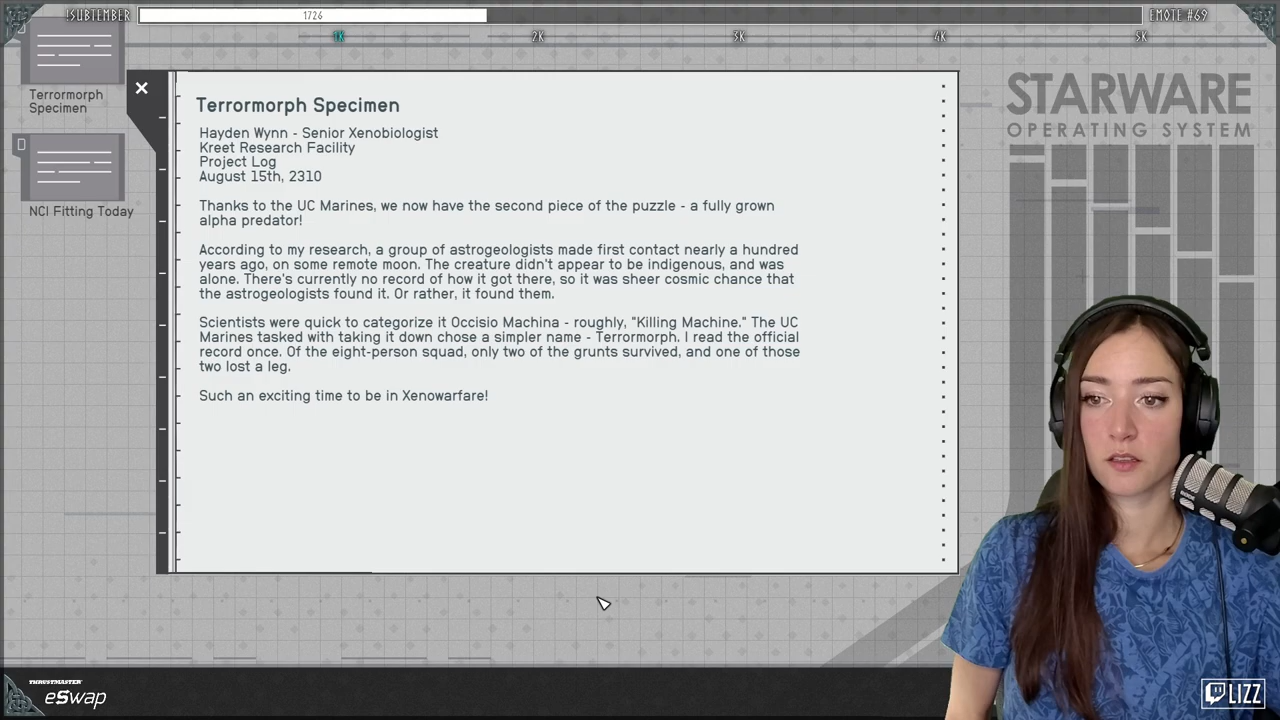 !SUBTEMBER
1726
EMOTE #69
1K
2K
3K
4K
5K
Terrormorph
Specimen
NCI Fitting Today
Terrormorph Specimen
Hayden Wynn - Senior Xenobiologist
Kreet Research Facility
Project Log
August 15th, 2310
Thanks to the UC Marines, we now have the second piece of the puzzle - a fully grown
alpha predator!
According to my research, a group of astrogeologists made first contact nearly a hundred
years ago, on some remote moon. The creature didn't appear to be indigenous, and was
alone. There's currently no record of how it got there, so it was sheer cosmic chance that
the astrogeologists found it. Or rather, it found them.
Scientists were quick to categorize it Occisio Machina - roughly, "Killing Machine." The UC
Marines tasked with taking it down chose a simpler name - Terrormorph. I read the official
record once. Of the eight-person squad, only two of the grunts survived, and one of those
two lost a leg.
Such an exciting time to be in Xenowarfare!
STARWARE
OPERATING SYSTEM
THRUSTMASTER
eSwap
LIZZ